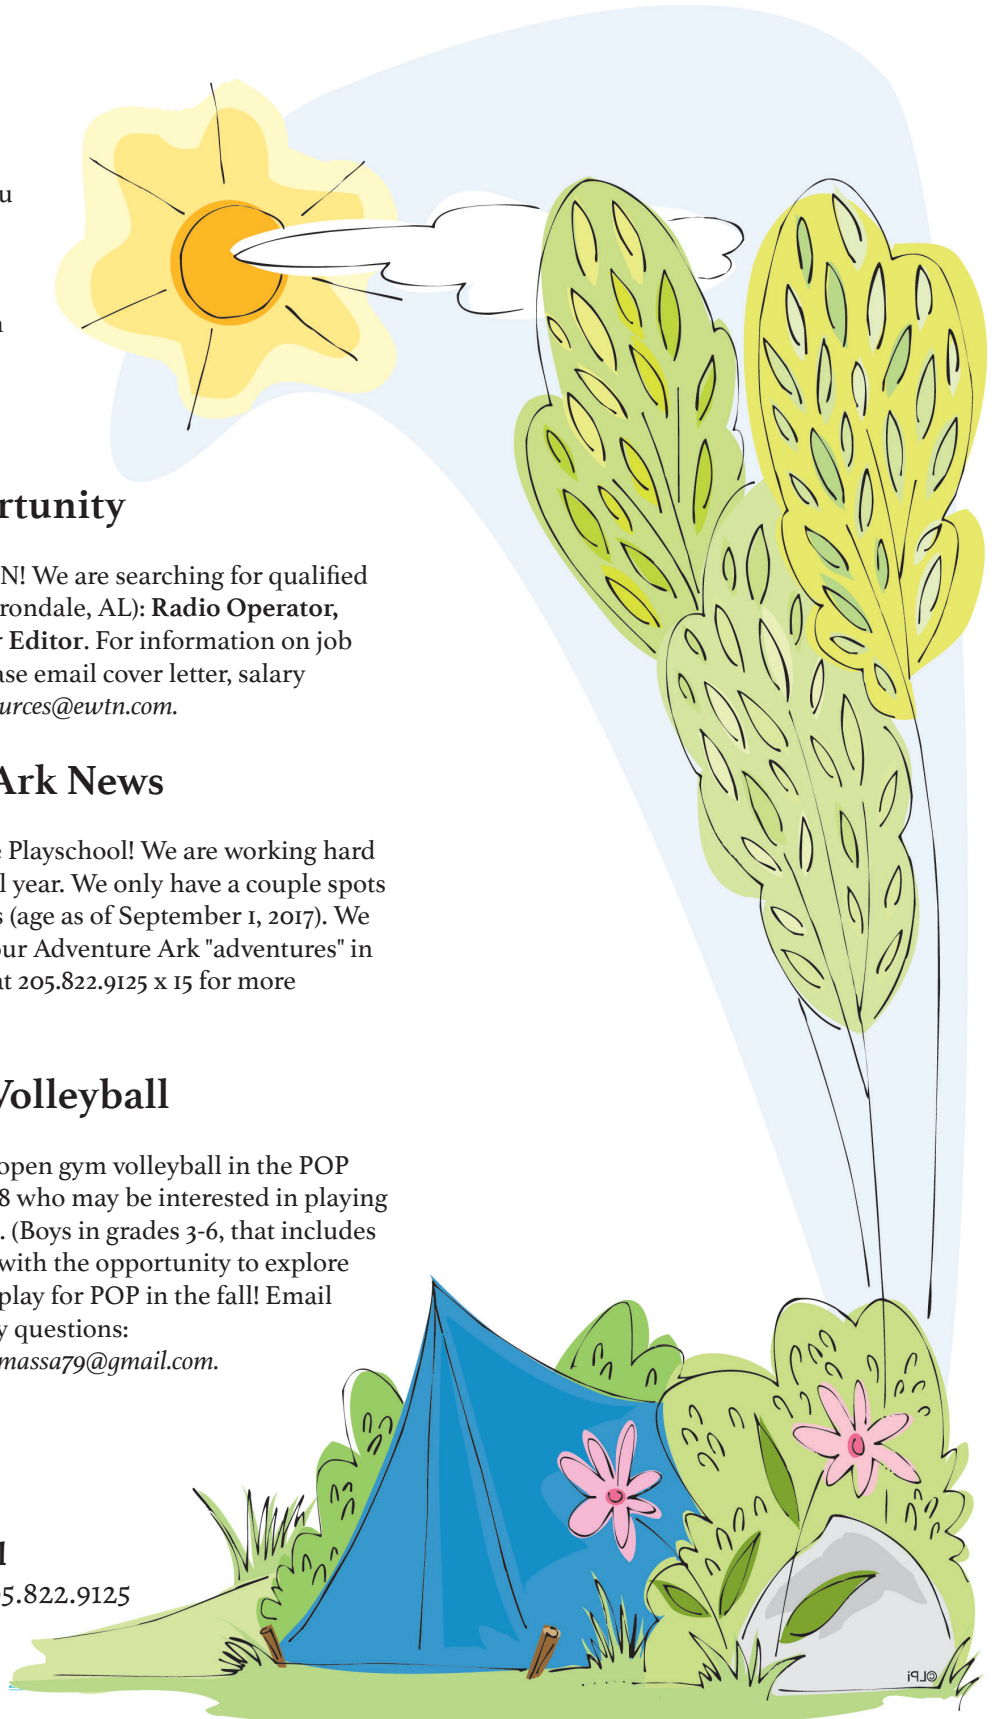 u
n
rtunity
N! We are searching for qualified
rondale, AL): Radio Operator,
r Editor. For information on job
ase email cover letter, salary
urces@ewtn.com.
Ark News
e Playschool! We are working hard
l year. We only have a couple spots
s (age as of September 1, 2017). We
our Adventure Ark "adventures" in
at 205.822.9125 x 15 for more
Volleyball
open gym volleyball in the POP
8 who may be interested in playing
. (Boys in grades 3-6, that includes
with the opportunity to explore
play for POP in the fall! Email
y questions:
massa79@gmail.com.
05.822.9125
©LPi